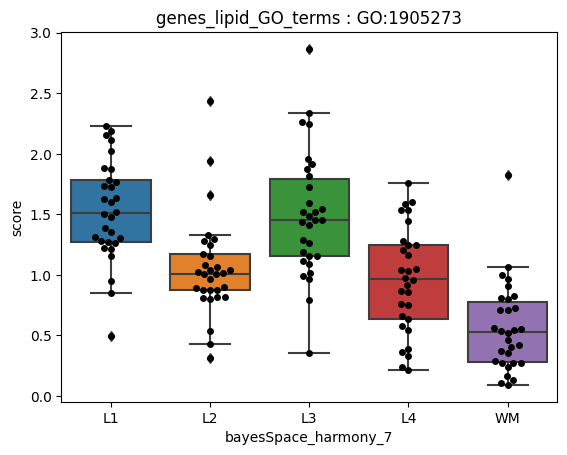 genes_lipid_GO_terms : GO:1905273
3.0
2.5
2.0
1.5
1.0
0.5
0.0
score
L1 L2 L3 L4 WM
bayesSpace_harmony_7